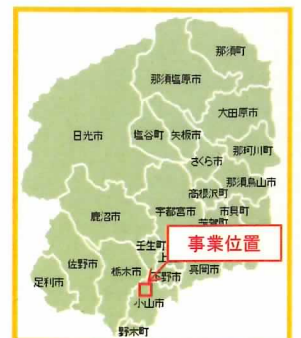 那須町
那須塩原市
大田原市
日光市
塩谷町
矢板市
さくら市
那珂川町
那須烏山市
高根沢町
鹿沼市
宇都宮市
市貝町
芳賀町
壬生町
上
事業位置
佐野市
栃木市
下野市
真岡市
足利市
小山市
野木町